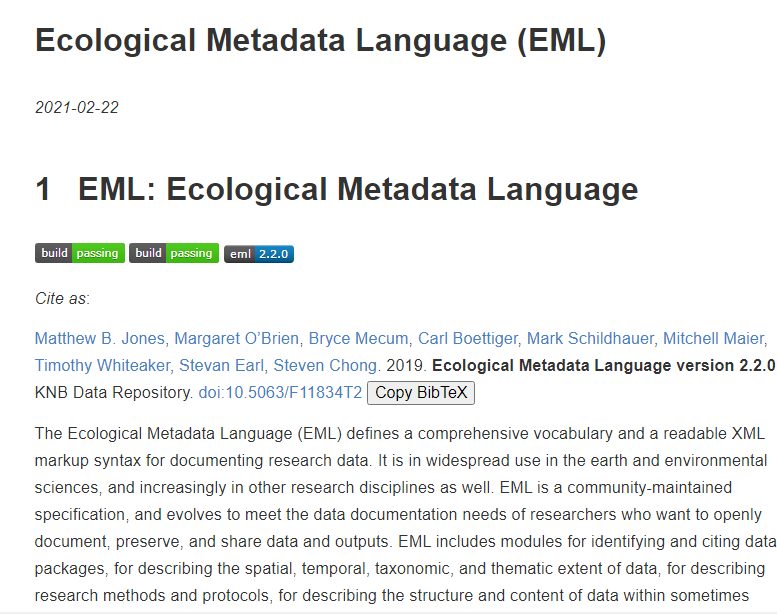 Ecological Metadata Language (EML)
2021-02-22
1 EML: Ecological Metadata Language
build passing build passing eml 2.2.0
Cite as:
Matthew B. Jones, Margaret O’Brien, Bryce Mecum, Carl Boettiger, Mark Schildhauer, Mitchell Maier,
Timothy Whiteaker, Stevan Earl, Steven Chong. 2019. Ecological Metadata Language version 2.2.0
KNB Data Repository. doi:10.5063/F11834T2 Copy BibTeX
The Ecological Metadata Language (EML) defines a comprehensive vocabulary and a readable XML
markup syntax for documenting research data. It is in widespread use in the earth and environmental
sciences, and increasingly in other research disciplines as well. EML is a community-maintained
specification, and evolves to meet the data documentation needs of researchers who want to openly
document, preserve, and share data and outputs. EML includes modules for identifying and citing data
packages, for describing the spatial, temporal, taxonomic, and thematic extent of data, for describing
research methods and protocols, for describing the structure and content of data within sometimes